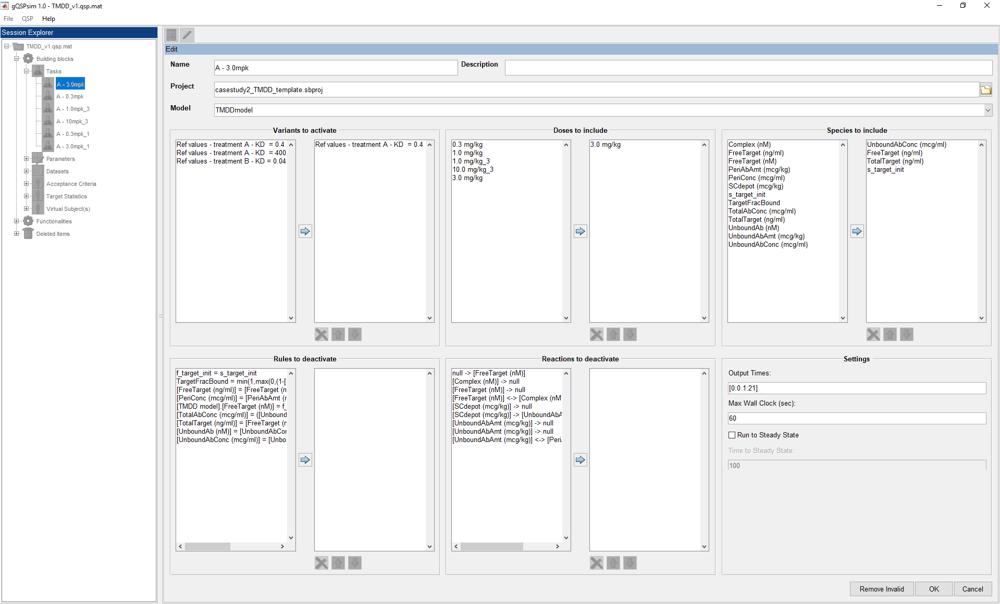 gQSPsim 1.0 - TMDD_v1.qsp.mat
File QSP Help
Session Explorer
TMDD_v1.qsp.mat
Building blocks
Tasks
A - 3.0mpk
A - 0.3mpk
A - 1.0mpk_3
A - 10mpk_3
A - 0.3mpk_1
A - 3.0mpk_1
Parameters
Datasets
Acceptance Criteria
Target Statistics
Virtual Subject(s)
Functionalities
Deleted Items
Edit
Name
A - 3.0mpk
Description
Project
casestudy2_TMDD_template.sbproj
Model
TMDDmodel
Variants to activate
Ref values - treatment A - KD  = 0.4
Ref values - treatment A - KD  = 400
Ref values - treatment B - KD = 0.04
Ref values - treatment A - KD  = 0.4
Doses to include
0.3 mg/kg
1.0 mg/kg
1.0 mg/kg_3
10.0 mg/kg_3
3.0 mg/kg
3.0 mg/kg
Species to include
Complex (nM)
FreeTarget (ng/ml)
FreeTarget (nM)
PeriAbAmt (mcg/kg)
PeriConc (mcg/ml)
SCdepot (mcg/kg)
s_target_init
TargetFracBound
TotalAbConc (mcg/ml)
TotalTarget (ng/ml)
UnboundAb (nM)
UnboundAbAmt (mcg/kg)
UnboundAbConc (mcg/ml)
UnboundAbConc (mcg/ml)
FreeTarget (ng/ml)
TotalTarget (ng/ml)
s_target_init
Rules to deactivate
f_target_init = s_target_init
TargetFracBound = min(1,max(0,(1-[
[FreeTarget (ng/ml)] = [FreeTarget (n
[PeriConc (mcg/ml)] = [PeriAbAmt (r
[TMDD model].[FreeTarget (nM)] = f_
[TotalAbConc (mcg/ml)] = ([Unbound
[TotalTarget (ng/ml)] = [FreeTarget (n
[UnboundAb (nM)] = [UnboundAbCor
[UnboundAbConc (mcg/ml)] = [Unbo
Reactions to deactivate
null -> [FreeTarget (nM)]
[Complex (nM)] -> null
[FreeTarget (nM)] -> null
[FreeTarget (nM)] <-> [Complex (nM
[SCdepot (mcg/kg)] -> null
[SCdepot (mcg/kg)] -> [UnboundAbA
[UnboundAbAmt (mcg/kg)] -> null
[UnboundAbAmt (mcg/kg)] -> null
[UnboundAbAmt (mcg/kg)] <-> [Peri
Settings
Output Times:
[0:0.1:21]
Max Wall Clock (sec):
60
Run to Steady State
Time to Steady State:
100
Remove Invalid OK Cancel